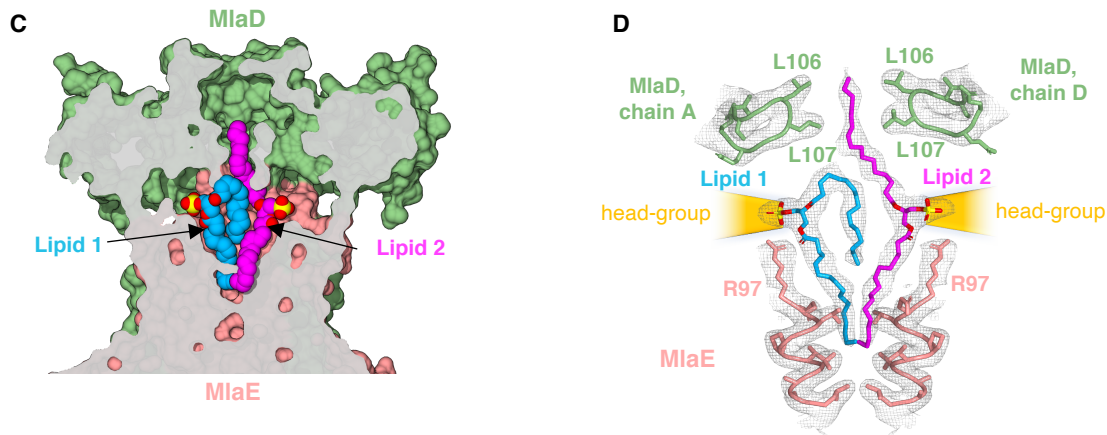 C
MlaD
Lipid 1
Lipid 2
MlaE
D
L106
L106
MlaD,
chain A
MlaD,
chain D
L107
L107
Lipid 1
Lipid 2
head-group
head-group
R97
R97
MlaE